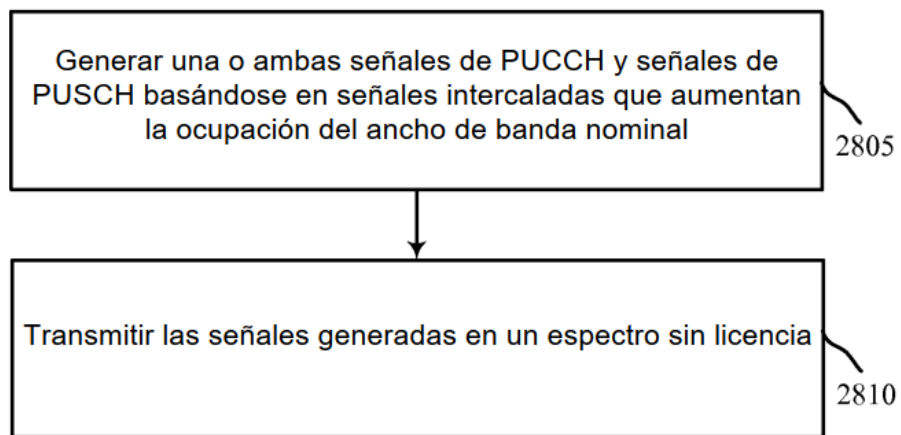 Generar una o ambas señales de PUCCH y señales de
PUSCH basándose en señales intercaladas que aumentan
la ocupación del ancho de banda nominal
2805
Transmitir las señales generadas en un espectro sin licencia
2810